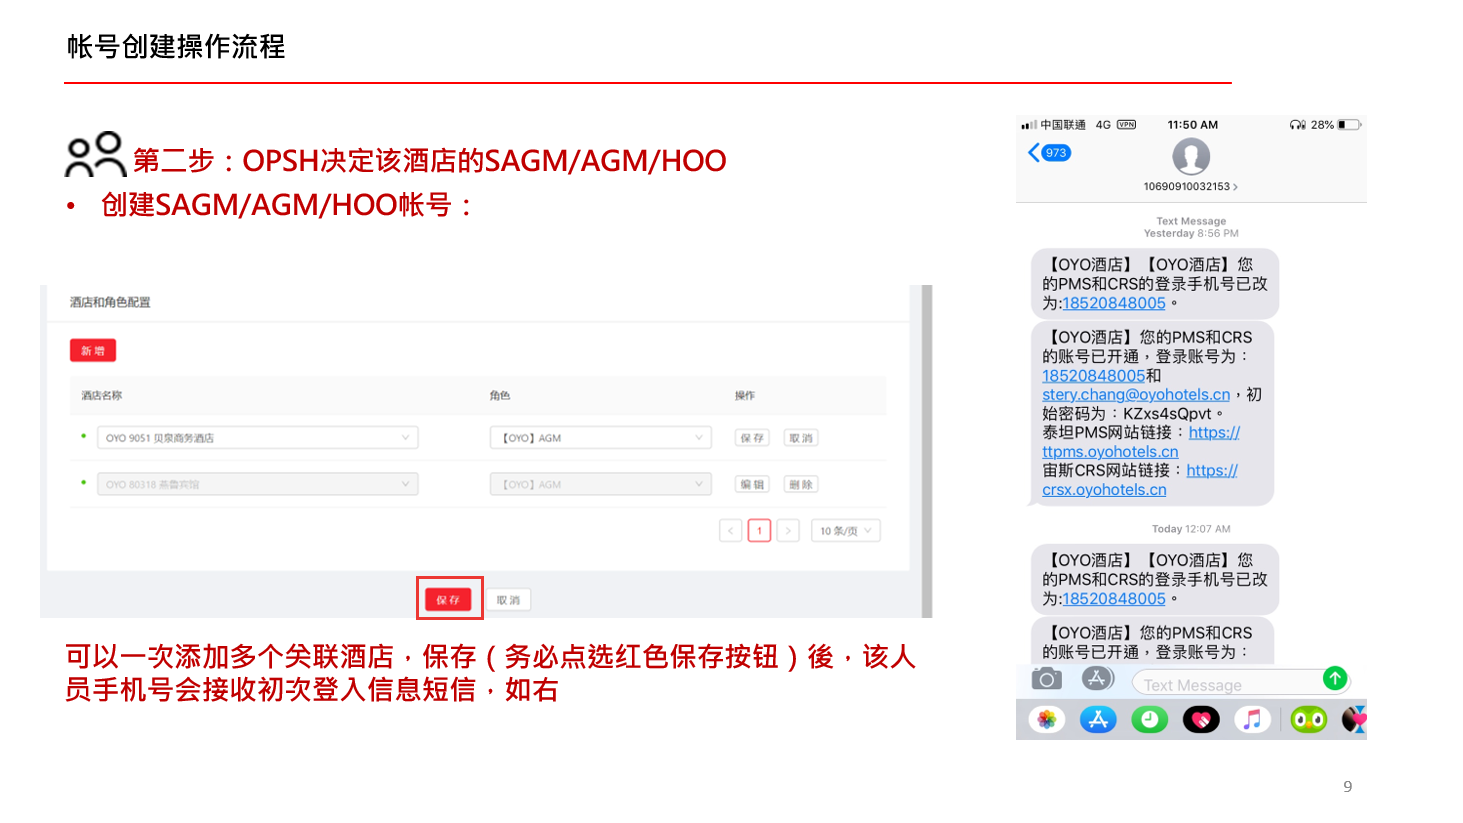 帐号创建操作流程
第二步：OPSH决定该酒店的SAGM/AGM/HOO
• 创建SAGM/AGM/HOO帐号：
酒店和角色配置
新增
酒店名称 角色 操作
OYO 9051 贝泉商务酒店 【OYO】AGM 保存 取消
OYO 80318 燕鲁宾馆 【OYO】AGM 编辑 删除
< 1 > 10 条/页
保存 取消
可以一次添加多个关联酒店，保存（务必点选红色保存按钮）後，该人
员手机号会接收初次登入信息短信，如右
中国联通 4G VPN 11:50 AM 28%
973
10690910032153 >
Text Message
Yesterday 8:56 PM
【OYO酒店】【OYO酒店】您
的PMS和CRS的登录手机号已改
为:18520848005。
【OYO酒店】您的PMS和CRS
的账号已开通，登录账号为：
18520848005和
stery.chang@oyohotels.cn，初
始密码为：KZxs4sQpvt。
泰坦PMS网站链接：https://
ttpms.oyohotels.cn
宙斯CRS网站链接：https://
crsx.oyohotels.cn
Today 12:07 AM
【OYO酒店】【OYO酒店】您
的PMS和CRS的登录手机号已改
为:18520848005。
【OYO酒店】您的PMS和CRS
的账号已开通，登录账号为：
Text Message
9